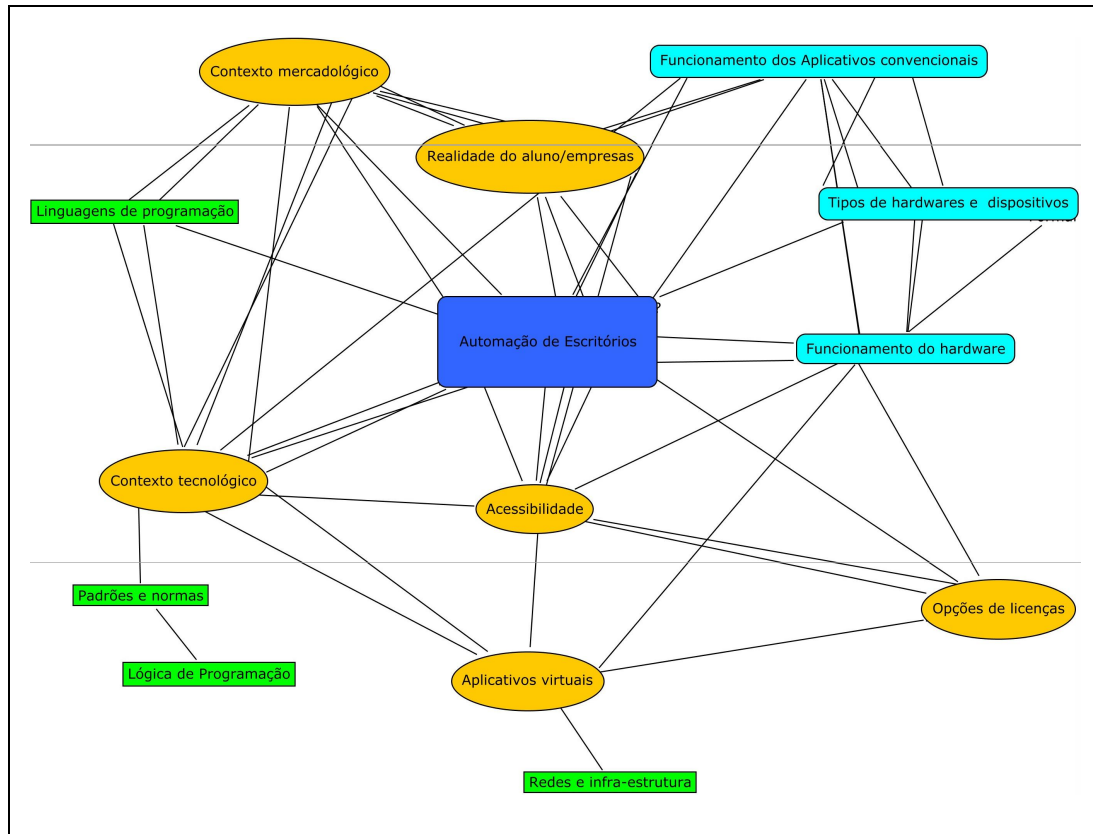 Contexto mercadológico
Funcionamento dos Aplicativos convencionais
Realidade do aluno/empresas
Linguagens de programação
Tipos de hardwares e dispositivos
Automação de Escritórios
Funcionamento do hardware
Contexto tecnológico
Acessibilidade
Padrões e normas
Opções de licenças
Lógica de Programação
Aplicativos virtuais
Redes e infra-estrutura